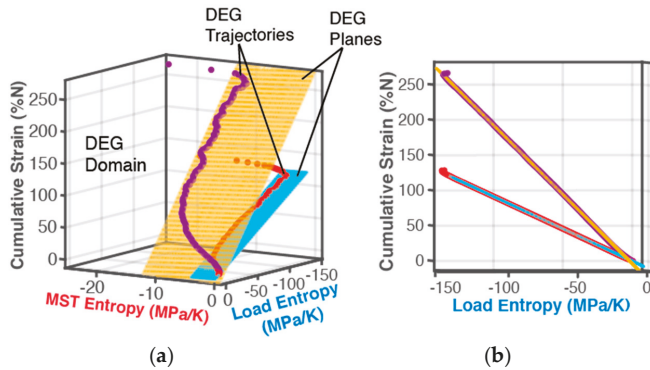 DEG
Trajectories
DEG
Planes
Cumulative Strain (%N)
250
200
150
100
50
0
DEG
Domain
-20
-10
0
0
-50
-100
-150
MST Entropy (MPa/K)
Load Entropy
(MPa/K)
(a)
Cumulative Strain (%N)
250
200
150
100
50
0
-150
-100
-50
0
Load Entropy (MPa/K)
(b)